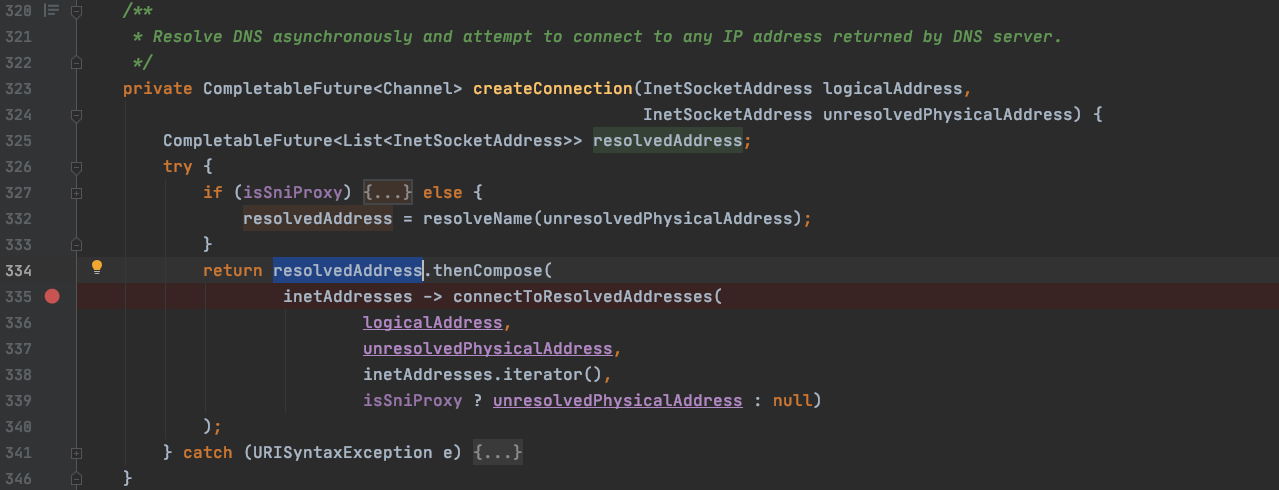 320 /**
321 * Resolve DNS asynchronously and attempt to connect to any IP address returned by DNS server.
322 */
323 private CompletableFuture<Channel> createConnection(InetSocketAddress logicalAddress,
324 InetSocketAddress unresolvedPhysicalAddress) {
325 CompletableFuture<List<InetSocketAddress>> resolvedAddress;
326 try {
327 if (isSniProxy) {...} else {
332 resolvedAddress = resolveName(unresolvedPhysicalAddress);
333 }
334 return resolvedAddress.thenCompose(
335 inetAddresses -> connectToResolvedAddresses(
336 logicalAddress,
337 unresolvedPhysicalAddress,
338 inetAddresses.iterator(),
339 isSniProxy ? unresolvedPhysicalAddress : null)
340 );
341 } catch (URISyntaxException e) {...}
346 }